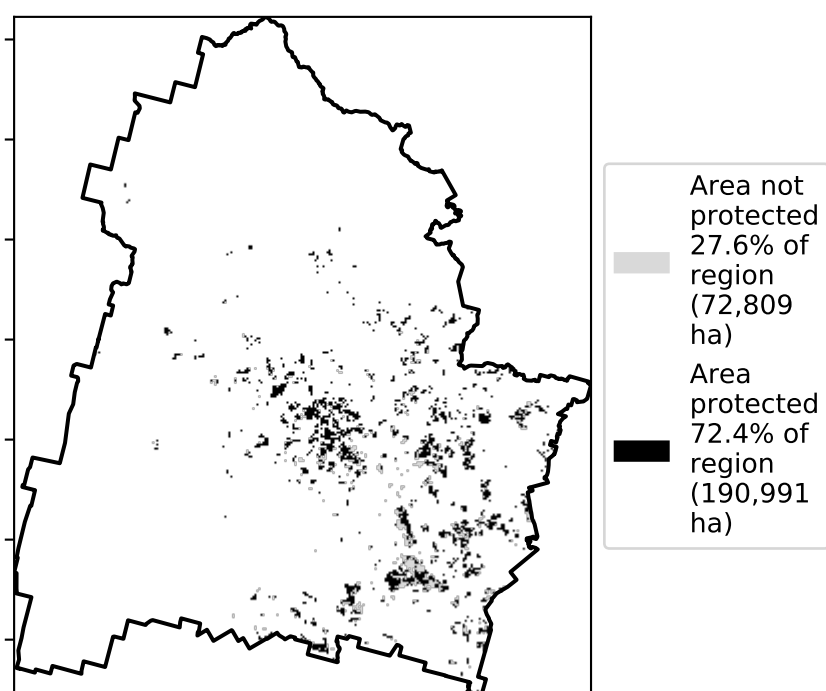 Area not
protected
27.6% of
region
(72,809
ha)
Area
protected
72.4% of
region
(190,991
ha)